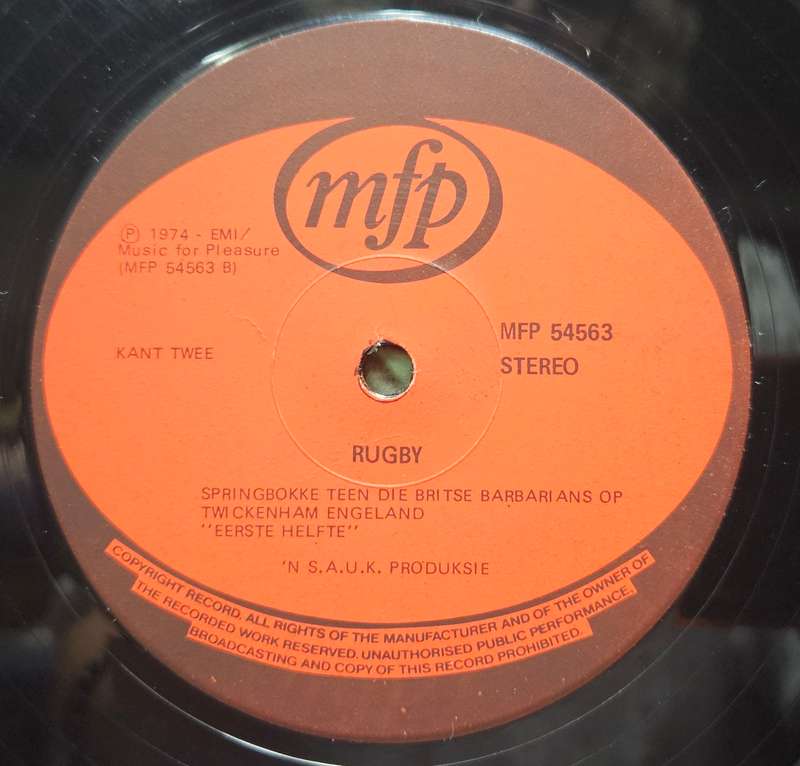 mfp
Ⓟ 1974 - EMI/
Music for Pleasure
(MFP 54563 B)
MFP 54563
STEREO
KANT TWEE
RUGBY
SPRINGBOKKE TEEN DIE BRITSE BARBARIANS OP
TWICKENHAM ENGELAND
"EERSTE HELFTE"
'N S.A.U.K. PRODUKSIE
COPYRIGHT RECORD. ALL RIGHTS OF THE MANUFACTURER AND OF THE OWNER OF
THE RECORDED WORK RESERVED. UNAUTHORISED PUBLIC PERFORMANCE,
BROADCASTING AND COPY OF THIS RECORD PROHIBITED.